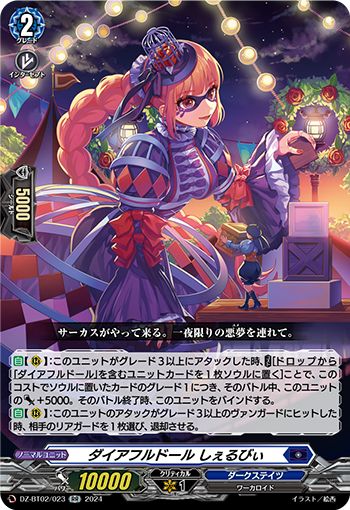 2
グレード
インターセプト
5000
シールド
サーカスがやって来る。一夜限りの悪夢を連れて。
【自】【(R)】:このユニットがグレード3以上にアタックした時、【コスト】[ドロップから
「ダイアフルドール」を含むユニットカードを1枚ソウルに置く]ことで、この
コストでソウルに置いたカードのグレード1につき、そのバトル中、このユニット
の+5000。そのバトル終了時、このユニットをバインドする。
【自】【(R)】:このユニットのアタックがグレード3以上のヴァンガードにヒットした
時、相手のリアガードを1枚選び、退却させる。
ノーマルユニット
ダイアフルドール しぇるびぃ
パワー
10000
クリティカル
1
ダークステイツ
ワーカロイド
DZ-BT02/023 RR 2024
イラスト/絵西